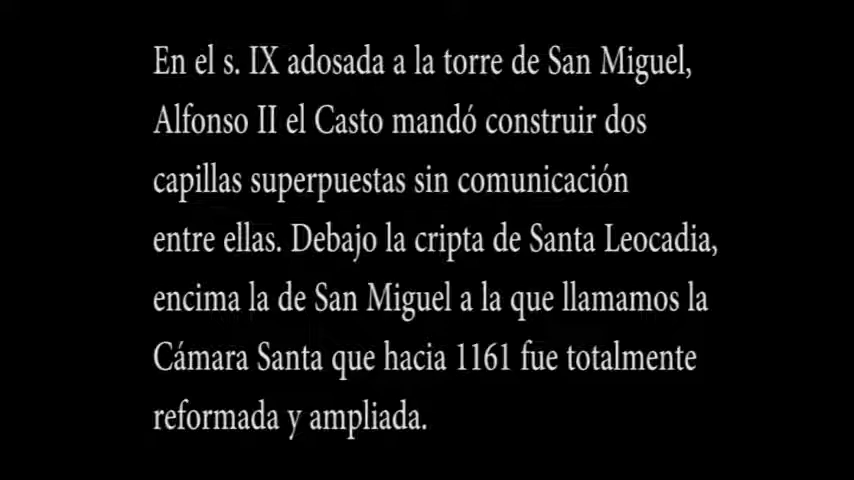 En el s. IX adosada a la torre de San Miguel,
Alfonso II el Casto mandó construir dos
capillas superpuestas sin comunicación
entre ellas. Debajo la cripta de Santa Leocadia,
encima la de San Miguel a la que llamamos la
Cámara Santa que hacia 1161 fue totalmente
reformada y ampliada.